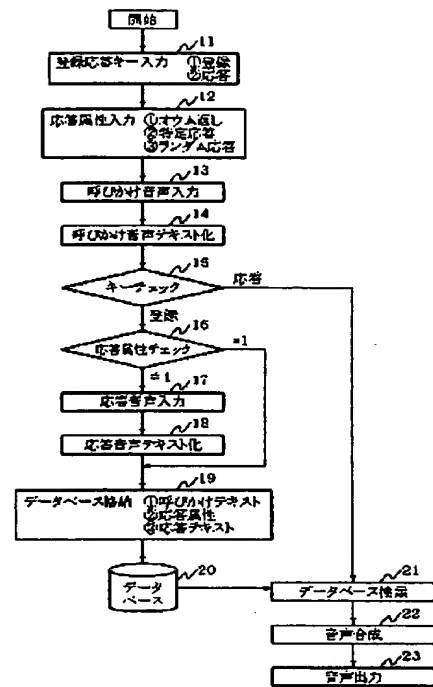 開始
11
登録応答キー入力 ①登録
②応答
12
応答属性入力 ①オウム返し
②特定応答
③ランダム応答
13
呼びかけ音声入力
14
呼びかけ音声テキスト化
15
キーチェック
応答
登録
16
応答属性チェック
=1
≠1
17
応答音声入力
18
応答音声テキスト化
19
データベース格納 ①呼びかけテキスト
②応答属性
③応答テキスト
20
データ
ベース
21
データベース検索
22
音声合成
23
音声出力